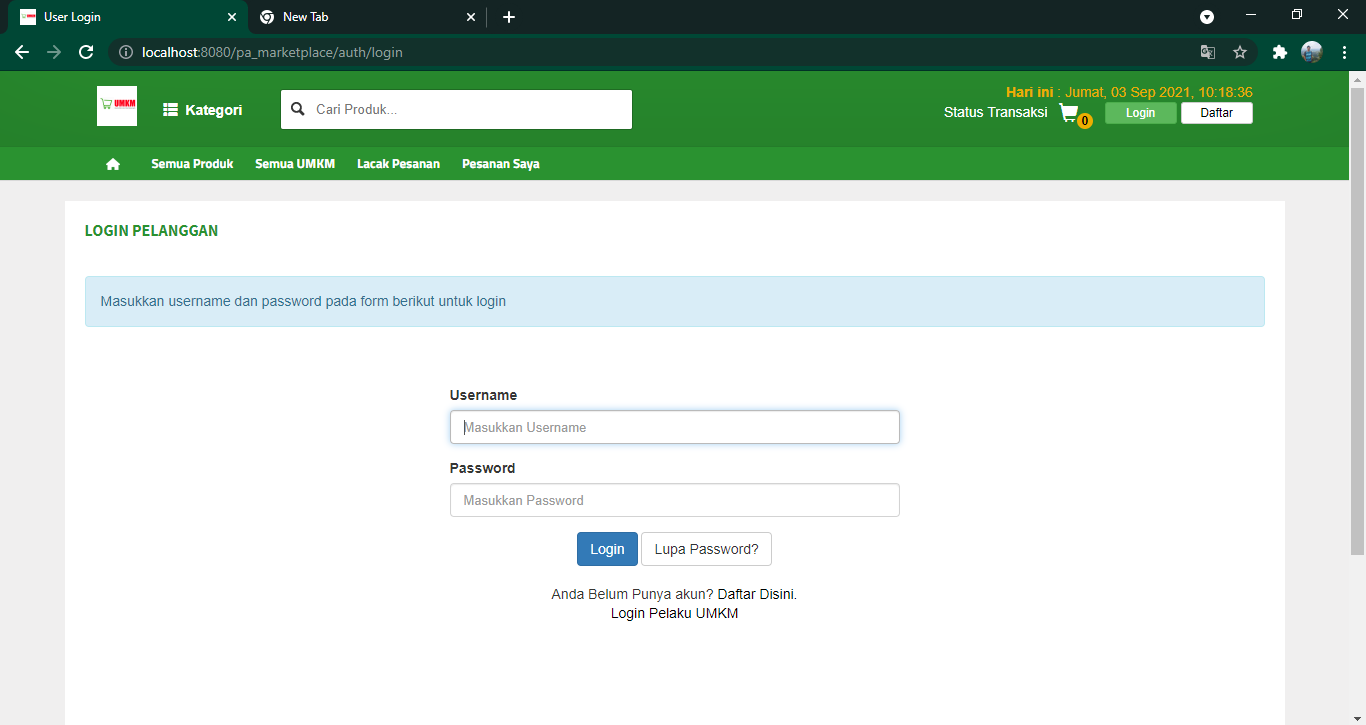 User Login
New Tab
localhost:8080/pa_marketplace/auth/login
UMKM
Kategori
Cari Produk...
Hari ini : Jumat, 03 Sep 2021, 10:18:36
Status Transaksi
0
Login
Daftar
Semua Produk
Semua UMKM
Lacak Pesanan
Pesanan Saya
LOGIN PELANGGAN
Masukkan username dan password pada form berikut untuk login
Username
Masukkan Username
Password
Masukkan Password
Login
Lupa Password?
Anda Belum Punya akun? Daftar Disini.
Login Pelaku UMKM